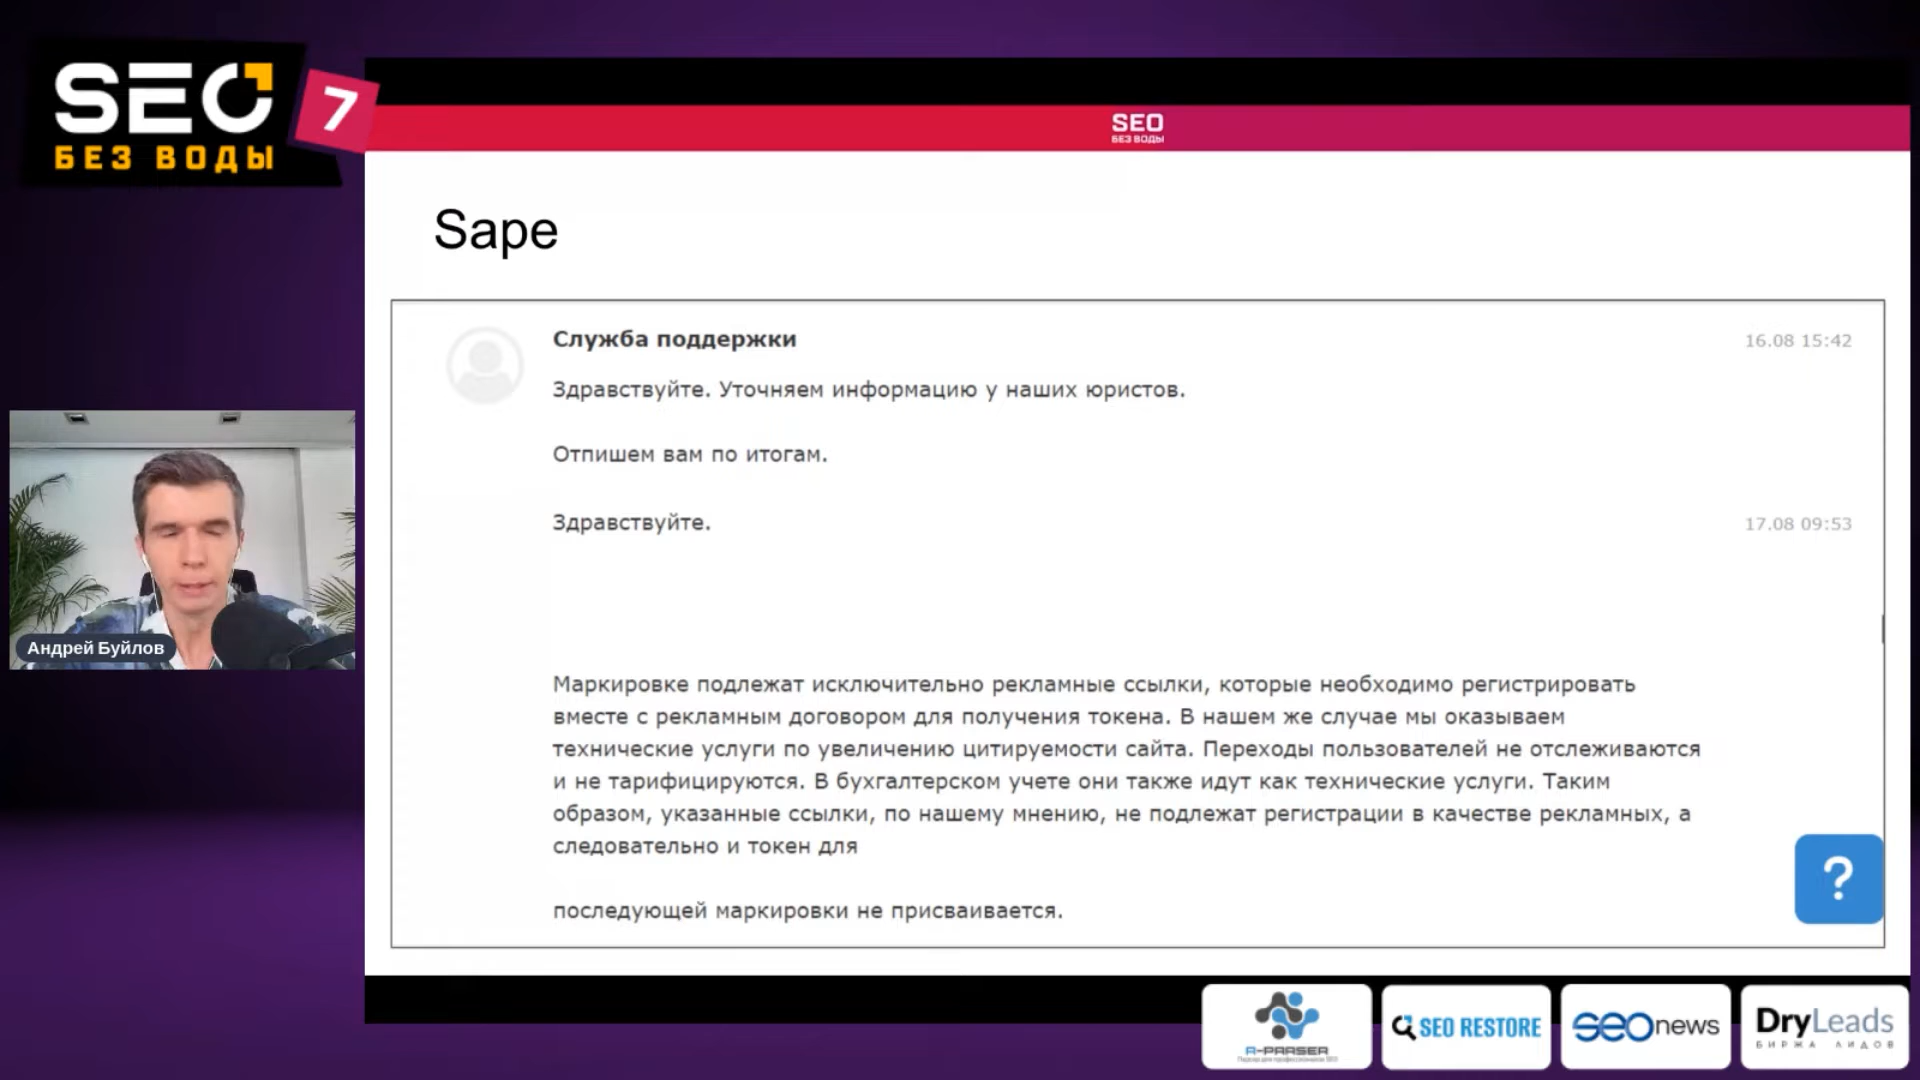 SEO
БЕЗ ВОДЫ
7
SEO
БЕЗ ВОДЫ
Sape
Служба поддержки
16.08 15:42
Здравствуйте. Уточняем информацию у наших юристов.
Отпишем вам по итогам.
Здравствуйте.
17.08 09:53
Маркировке подлежат исключительно рекламные ссылки, которые необходимо регистрировать
вместе с рекламным договором для получения токена. В нашем же случае мы оказываем
технические услуги по увеличению цитируемости сайта. Переходы пользователей не отслеживаются
и не тарифицируются. В бухгалтерском учете они также идут как технические услуги. Таким
образом, указанные ссылки, по нашему мнению, не подлежат регистрации в качестве рекламных, а
следовательно и токен для
последующей маркировки не присваивается.
?
Андрей Буйлов
A-PARSER
Парсер для профессионалов SEO
SEO RESTORE
seonews
DryLeads
БИРЖА ЛИДОВ